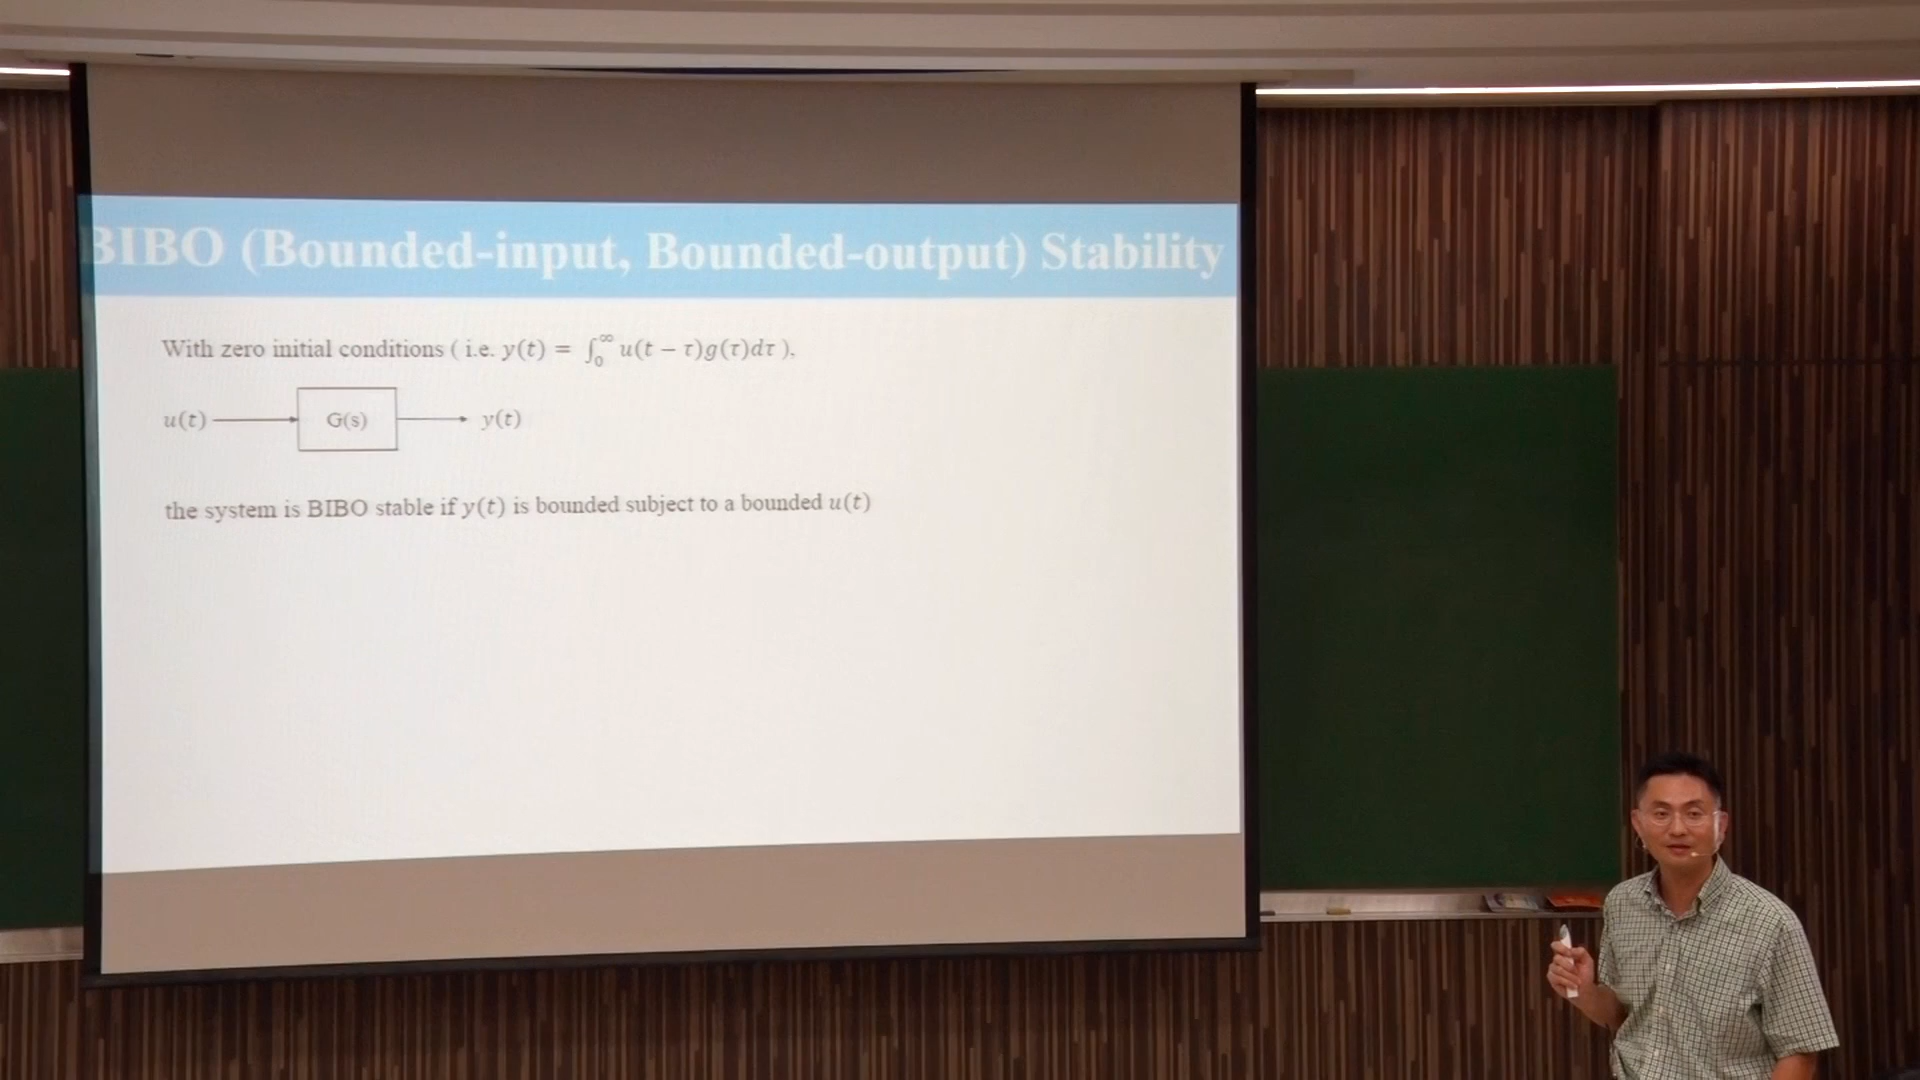 BIBO (Bounded-input, Bounded-output) Stability
With zero initial conditions ( i.e. y(t) = ∫₀^∞ u(t − τ)g(τ)dτ ).
u(t) G(s) y(t)
the system is BIBO stable if y(t) is bounded subject to a bounded u(t)